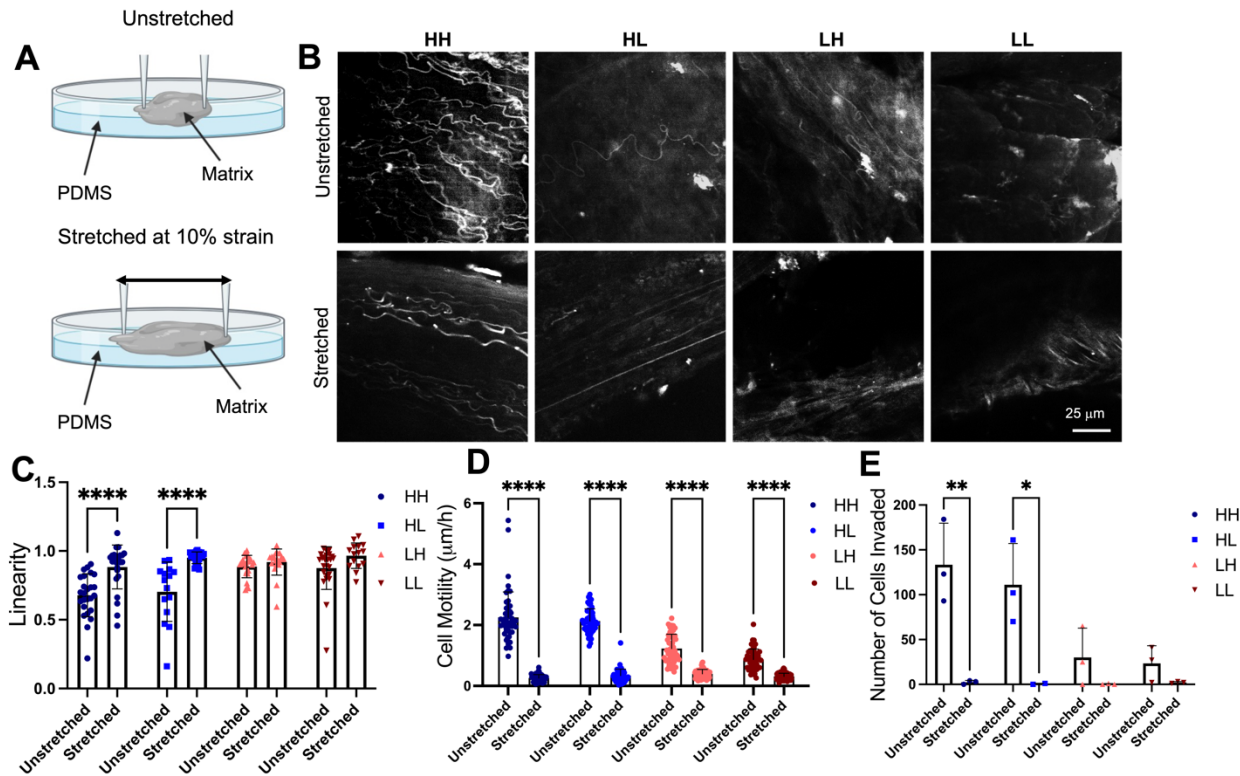 A
Unstretched
PDMS
Matrix
Stretched at 10% strain
PDMS
Matrix
B
HH HL LH LL
Unstretched
Stretched
25 μm
C
Linearity
1.5
1.0
0.5
0.0
**** ****
HH
HL
LH
LL
Unstretched Stretched Unstretched Stretched Unstretched Stretched Unstretched Stretched
D
Cell Motility (μm/h)
6
4
2
0
**** **** **** ****
HH
HL
LH
LL
Unstretched Stretched Unstretched Stretched Unstretched Stretched Unstretched Stretched
E
Number of Cells Invaded
200
150
100
50
0
** *
HH
HL
LH
LL
Unstretched Stretched Unstretched Stretched Unstretched Stretched Unstretched Stretched